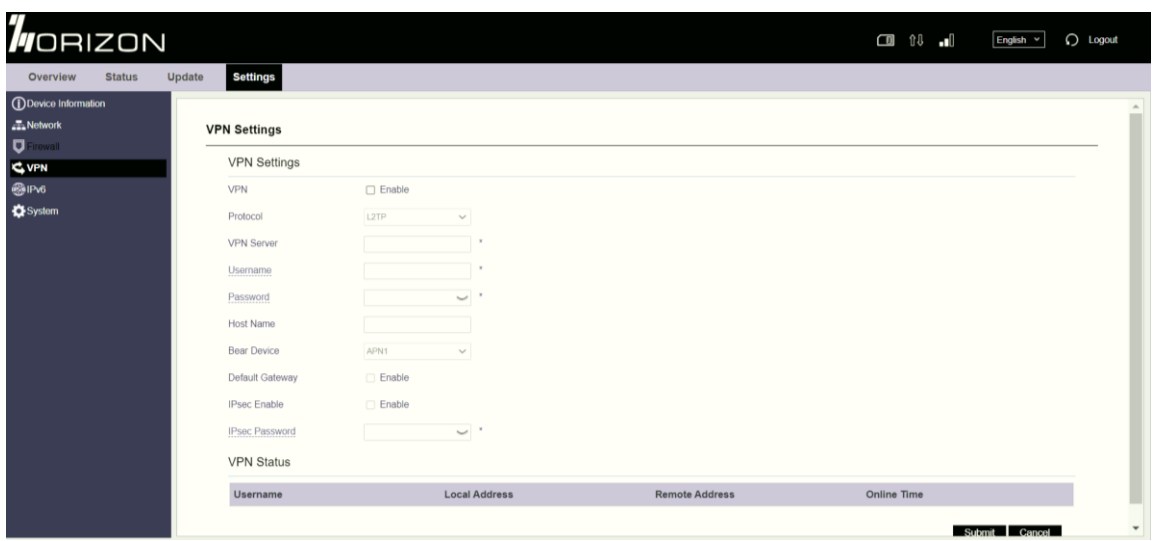 HORIZON
English
Logout
Overview Status Update Settings
Device Information
Network
Firewall
VPN
IPv6
System
VPN Settings
VPN Settings
VPN Enable
Protocol L2TP
VPN Server *
Username *
Password *
Host Name
Bear Device APN1
Default Gateway Enable
IPsec Enable Enable
IPsec Password *
VPN Status
Username Local Address Remote Address Online Time
Submit Cancel